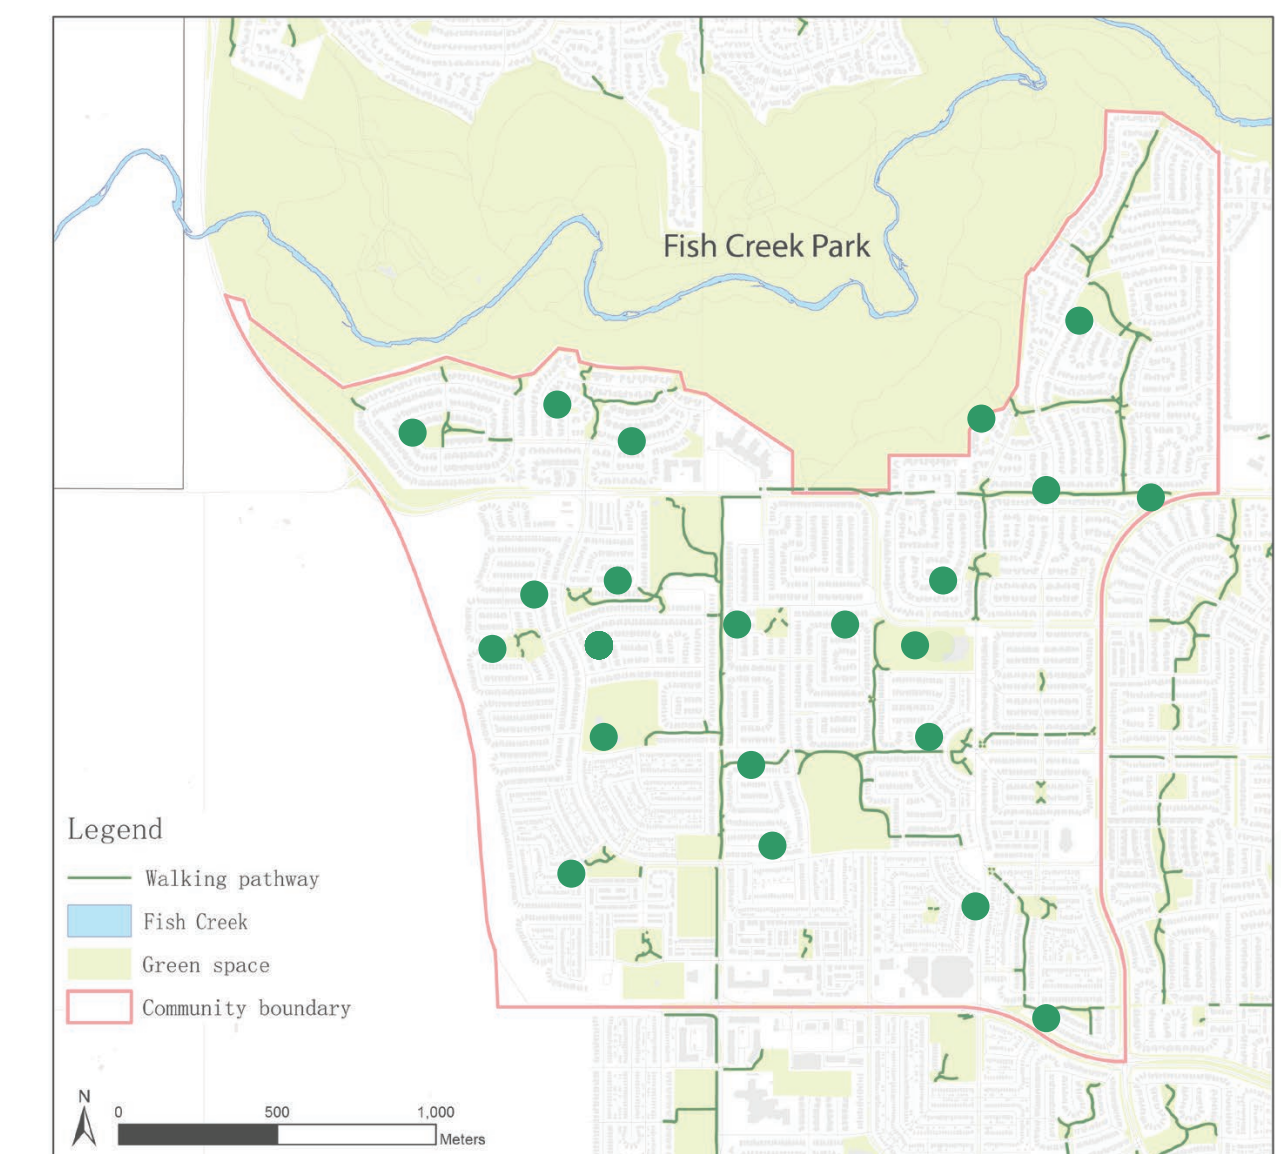 Fish Creek Park
Legend
Walking pathway
Fish Creek
Green space
Community boundary
N
0 500 1,000
Meters